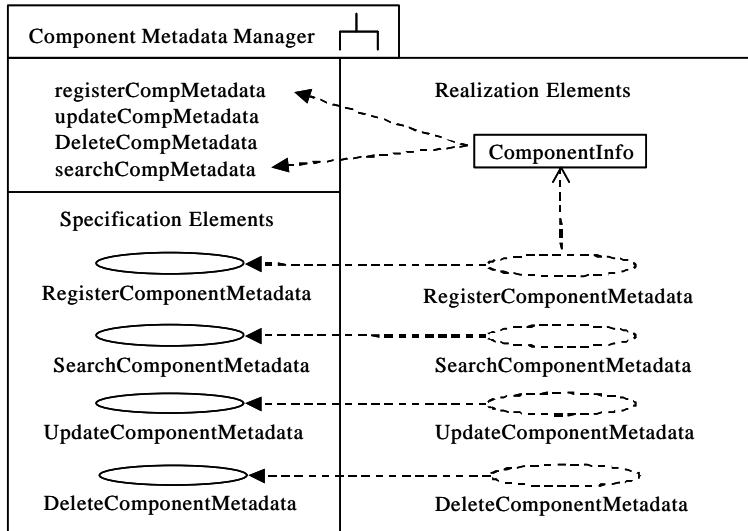 Component Metadata Manager
registerCompMetadata
updateCompMetadata
DeleteCompMetadata
searchCompMetadata
Realization Elements
ComponentInfo
Specification Elements
RegisterComponentMetadata
RegisterComponentMetadata
SearchComponentMetadata
SearchComponentMetadata
UpdateComponentMetadata
UpdateComponentMetadata
DeleteComponentMetadata
DeleteComponentMetadata